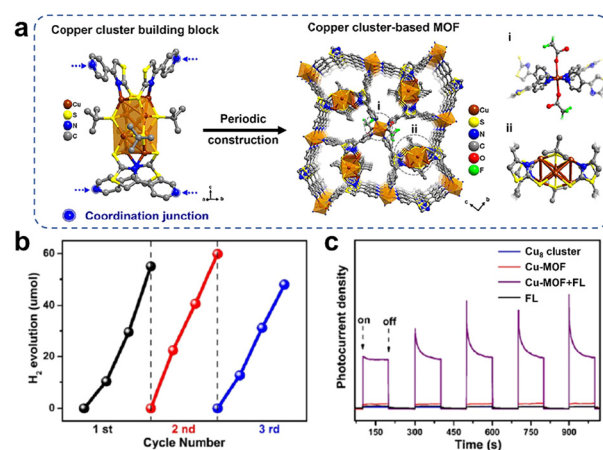 a
Copper cluster building block
Copper cluster-based MOF
i
Cu
S
N
C
Periodic
construction
i
ii
Cu
S
N
C
O
F
ii
Coordination junction
c
a
b
c
b
b
H2 evolution (umol)
60
40
20
0
1 st
2 nd
3 rd
Cycle Number
c
Photocurrent density
Cu8 cluster
Cu-MOF
Cu-MOF+FL
FL
on
off
150 300 450 600 750 900
Time (s)